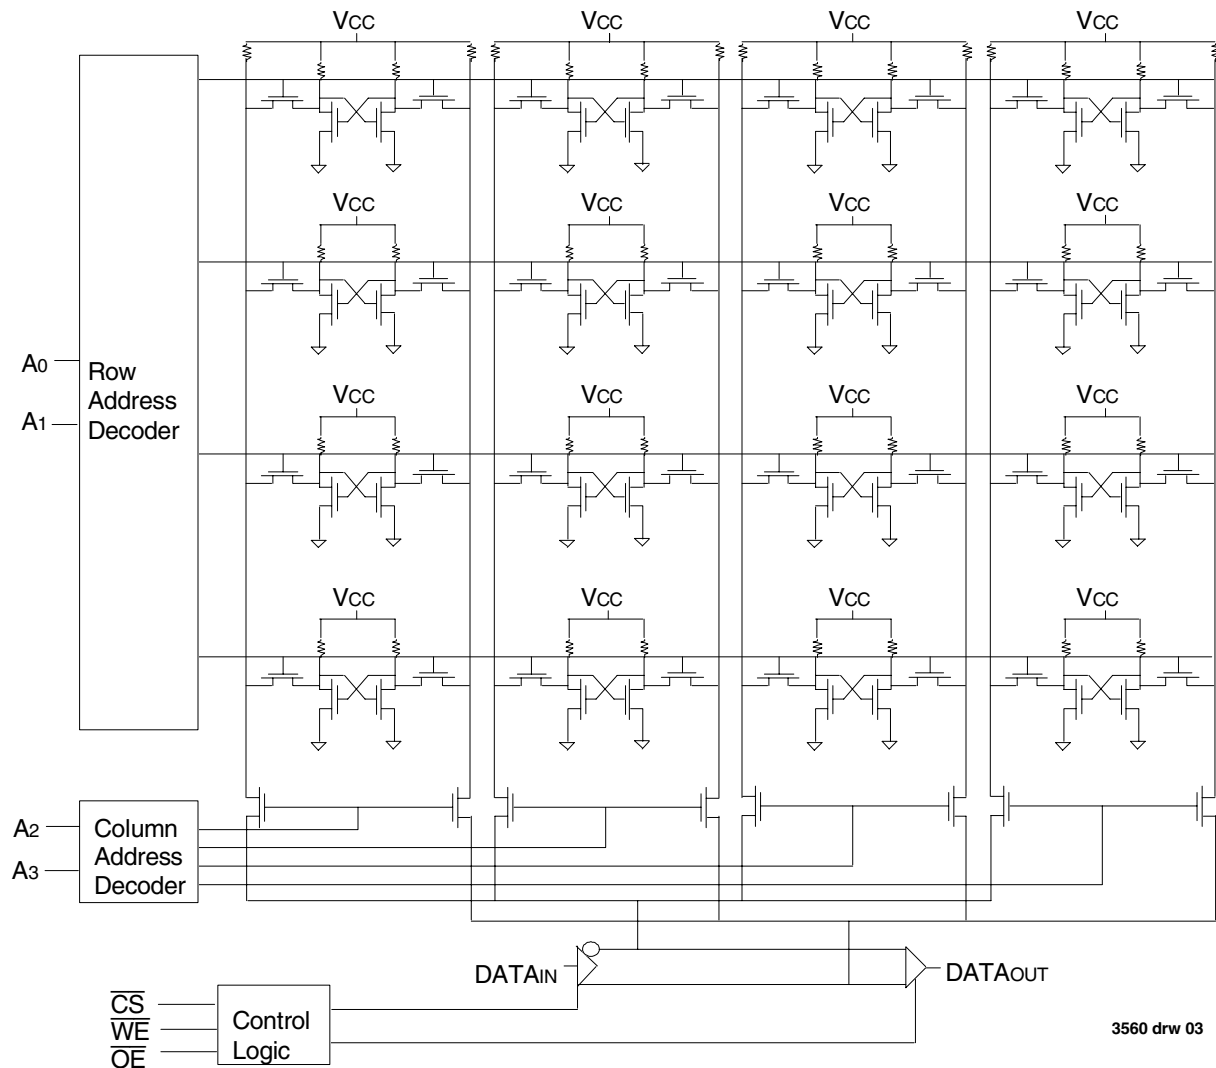 VCC VCC VCC VCC
VCC VCC VCC VCC
A0
Row
Address
Decoder
A1
VCC VCC VCC VCC
VCC VCC VCC VCC
A2
A3
Column
Address
Decoder
DATAIN
DATAOUT
CS
WE
OE
Control
Logic
3560 drw 03